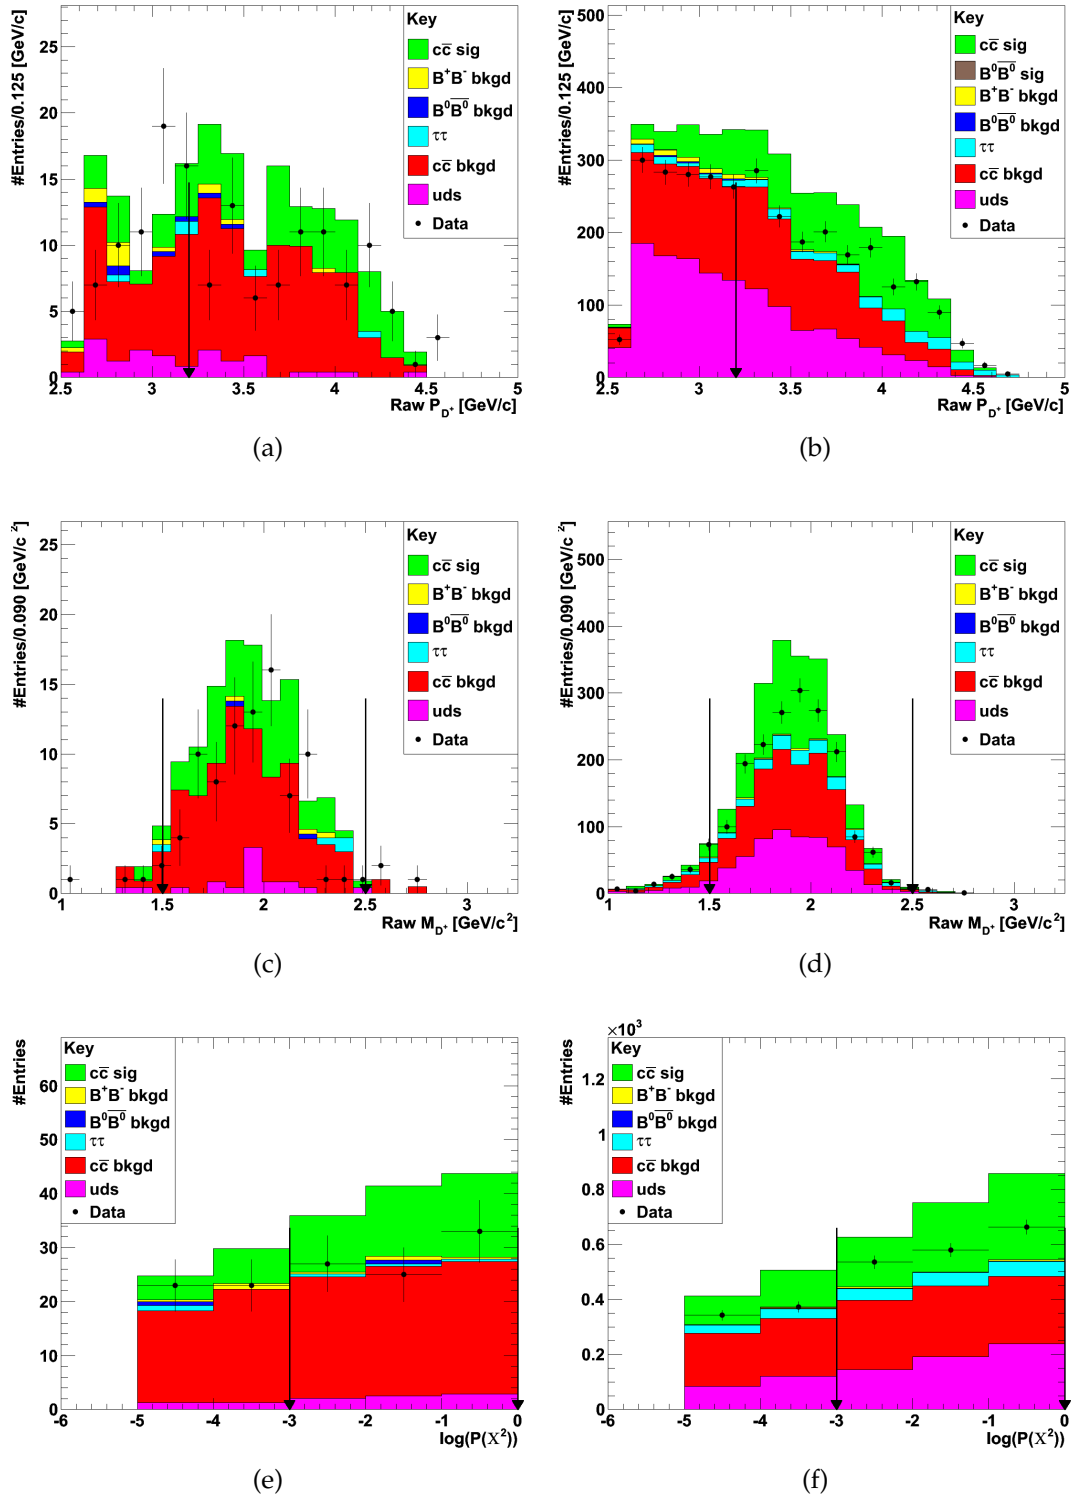 #Entries/0.125 [GeV/c]
25
20
15
10
5
0
2.5 3 3.5 4 4.5 5
Raw P_D+ [GeV/c]
Key
cc̅ sig
B⁺B⁻ bkgd
B⁰B̅⁰ bkgd
ττ
cc̅ bkgd
uds
Data
(a)
#Entries/0.125 [GeV/c]
500
400
300
200
100
0
2.5 3 3.5 4 4.5 5
Raw P_D+ [GeV/c]
Key
cc̅ sig
B⁰B̅⁰ sig
B⁺B⁻ bkgd
B⁰B̅⁰ bkgd
ττ
cc̅ bkgd
uds
Data
(b)
#Entries/0.090 [GeV/c²]
25
20
15
10
5
0
1 1.5 2 2.5 3
Raw M_D+ [GeV/c²]
Key
cc̅ sig
B⁺B⁻ bkgd
B⁰B̅⁰ bkgd
ττ
cc̅ bkgd
uds
Data
(c)
#Entries/0.090 [GeV/c²]
500
400
300
200
100
0
1 1.5 2 2.5 3
Raw M_D+ [GeV/c²]
Key
cc̅ sig
B⁺B⁻ bkgd
B⁰B̅⁰ bkgd
ττ
cc̅ bkgd
uds
Data
(d)
#Entries
60
50
40
30
20
10
0
-6 -5 -4 -3 -2 -1 0
log(P(X²))
Key
cc̅ sig
B⁺B⁻ bkgd
B⁰B̅⁰ bkgd
ττ
cc̅ bkgd
uds
Data
(e)
×10³
#Entries
1.2
1
0.8
0.6
0.4
0.2
0
-6 -5 -4 -3 -2 -1 0
log(P(X²))
Key
cc̅ sig
B⁺B⁻ bkgd
B⁰B̅⁰ bkgd
ττ
cc̅ bkgd
uds
Data
(f)